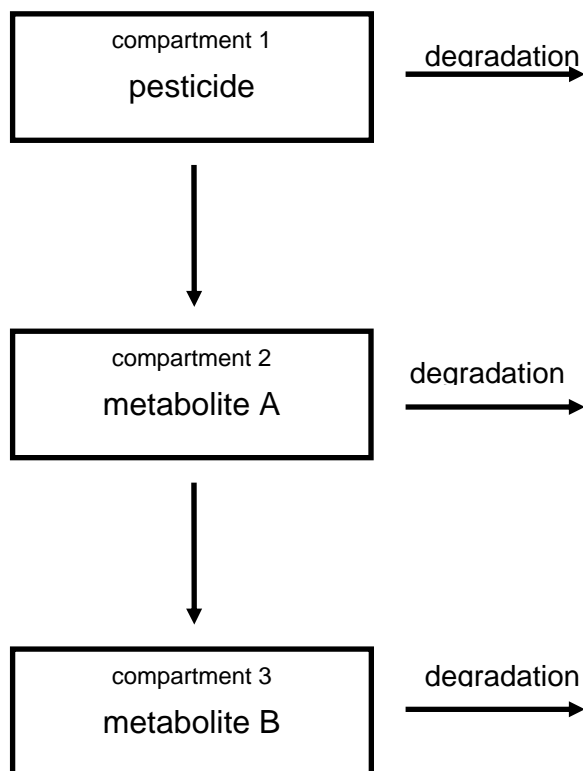 compartment 1
pesticide
degradation
compartment 2
metabolite A
degradation
compartment 3
metabolite B
degradation